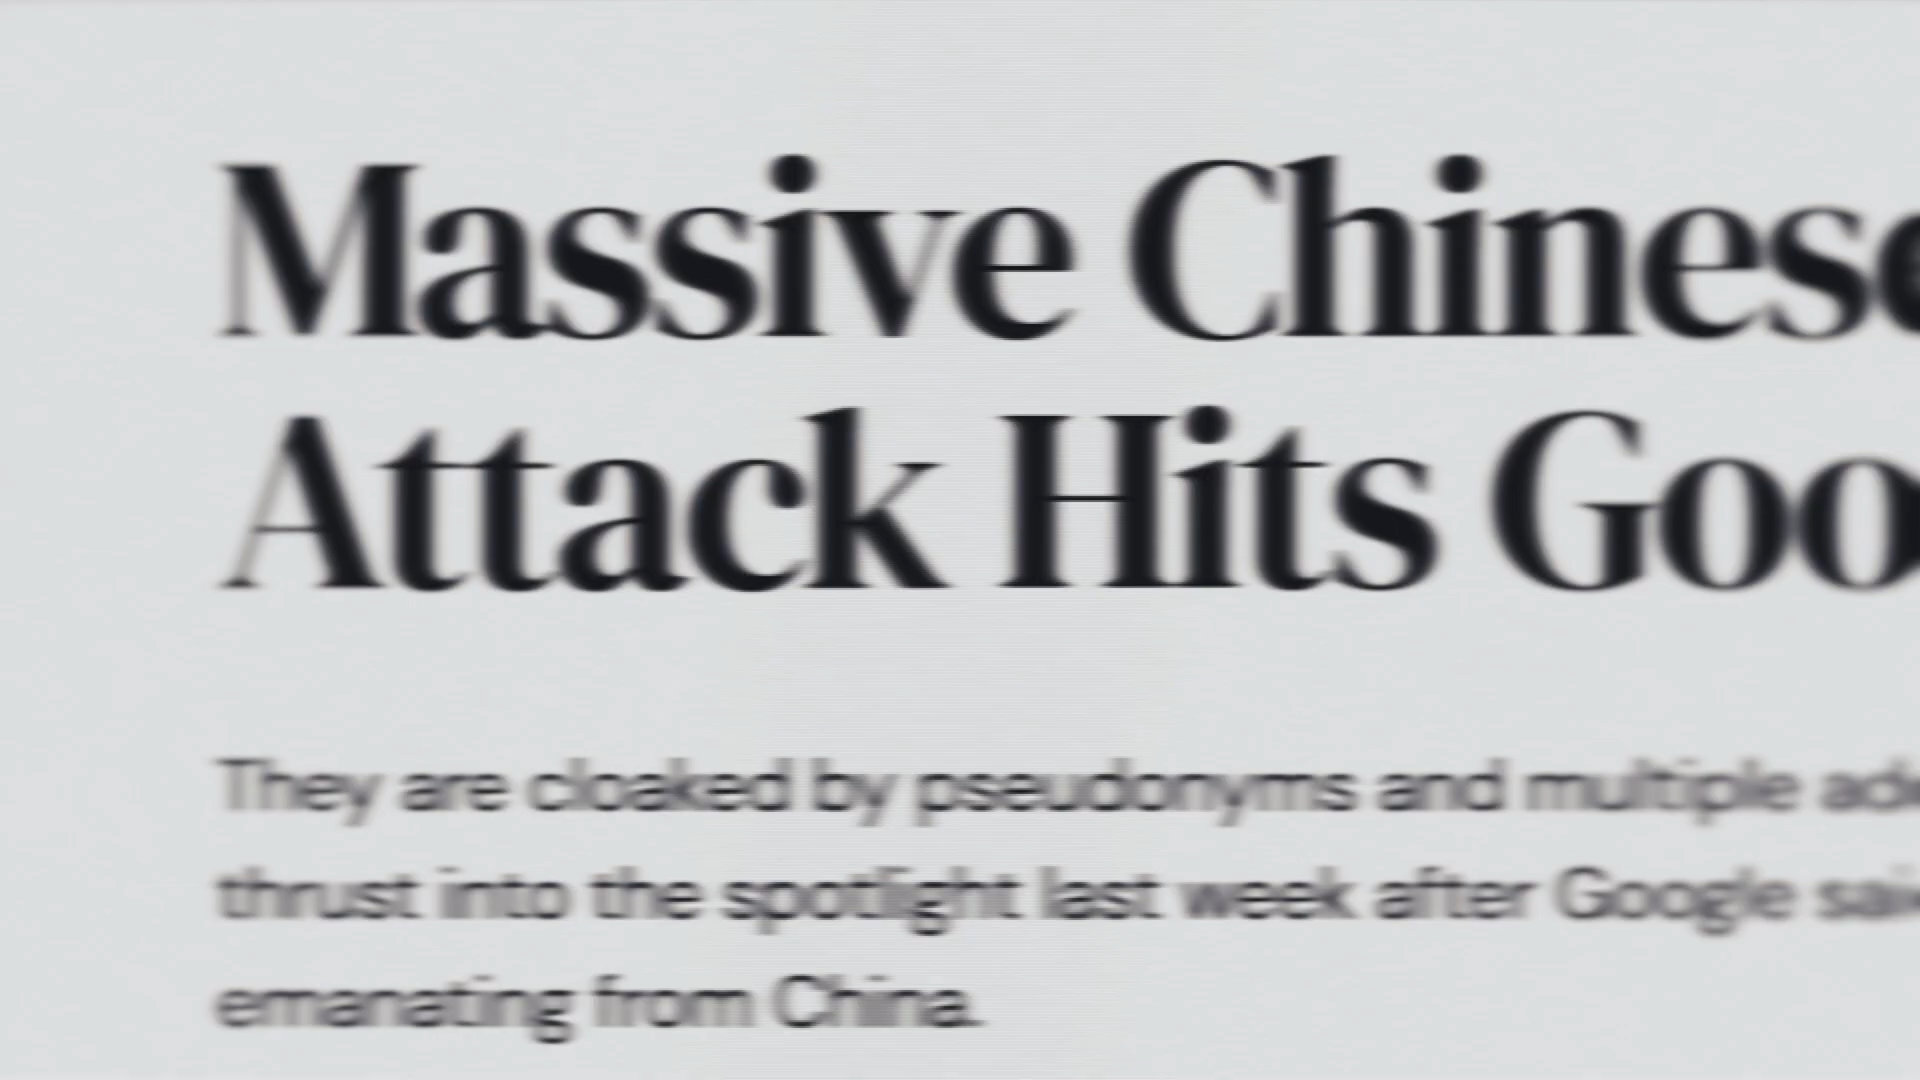 Massive Chinese
Attack Hits Goo
They are cloaked by pseudonyms and multiple
thrust into the spotlight last week after Google
emanating from China.